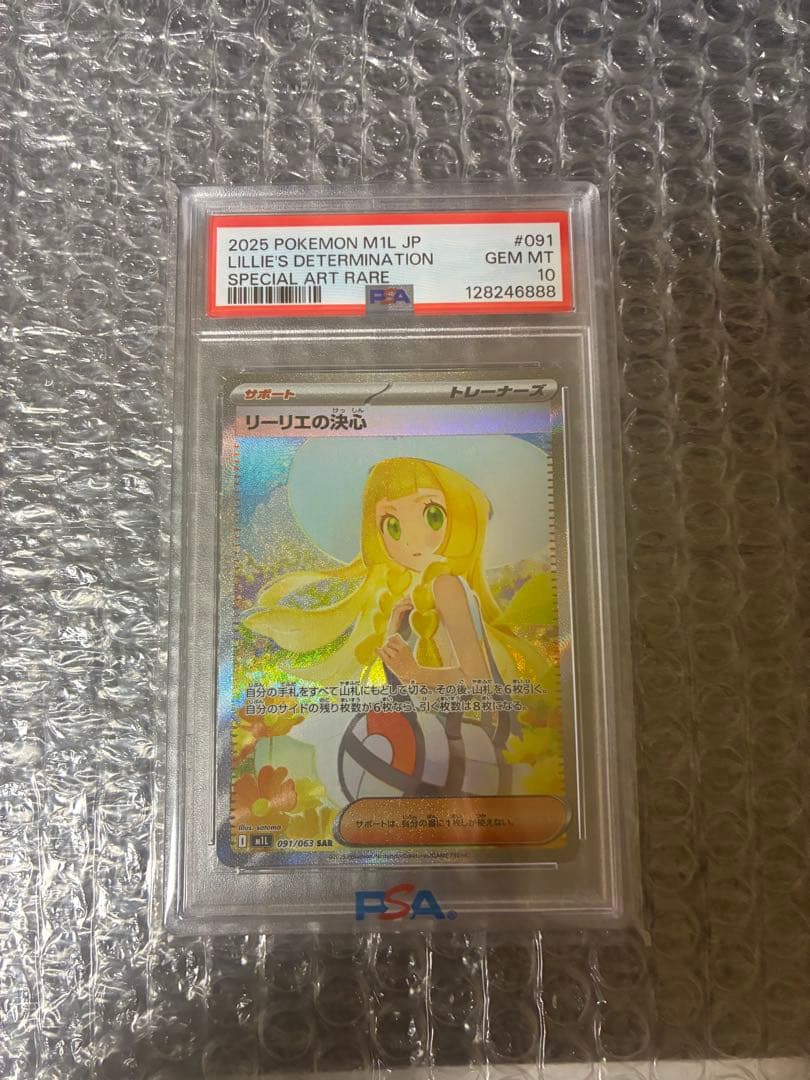 2025 POKEMON M1L JP #091
LILLIE'S DETERMINATION GEM MT
SPECIAL ART RARE 10
PSA 128246888
サポート トレーナーズ
けっ しん
リーリエの決心
自分の手札をすべて山札にもどして切る。その後、山札を6枚引く。
自分のサイドの残り枚数が6枚なら、引く枚数は8枚になる。
サポートは、自分の番に1枚しか使えない。
illus. satoma
m1L 091/063 SAR
PSA®